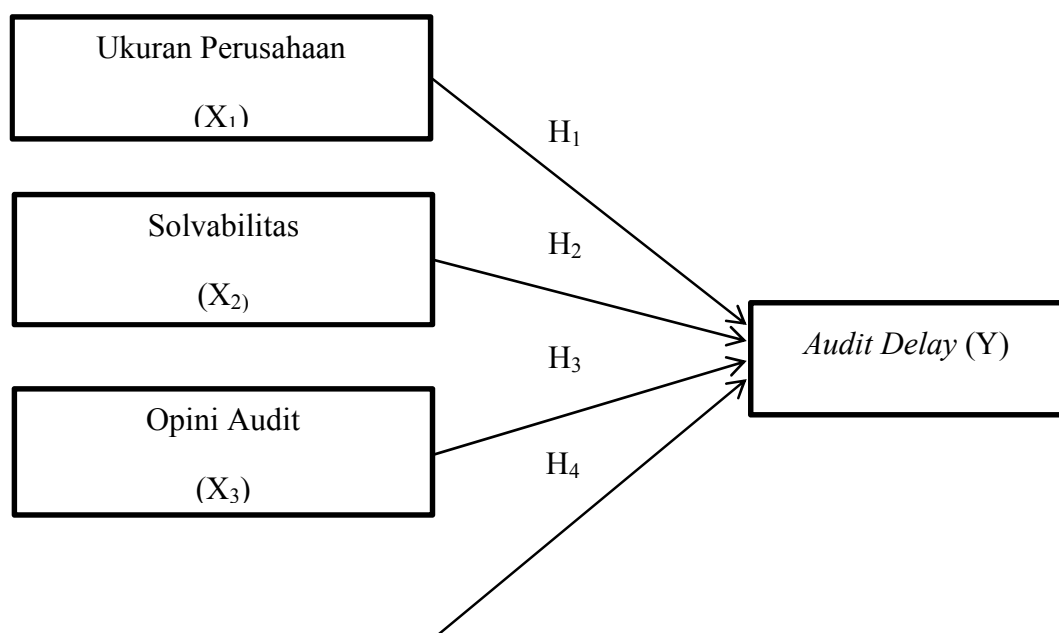 Ukuran Perusahaan
(X₁)
H₁
Solvabilitas
(X₂)
H₂
Audit Delay (Y)
H₃
Opini Audit
(X₃)
H₄